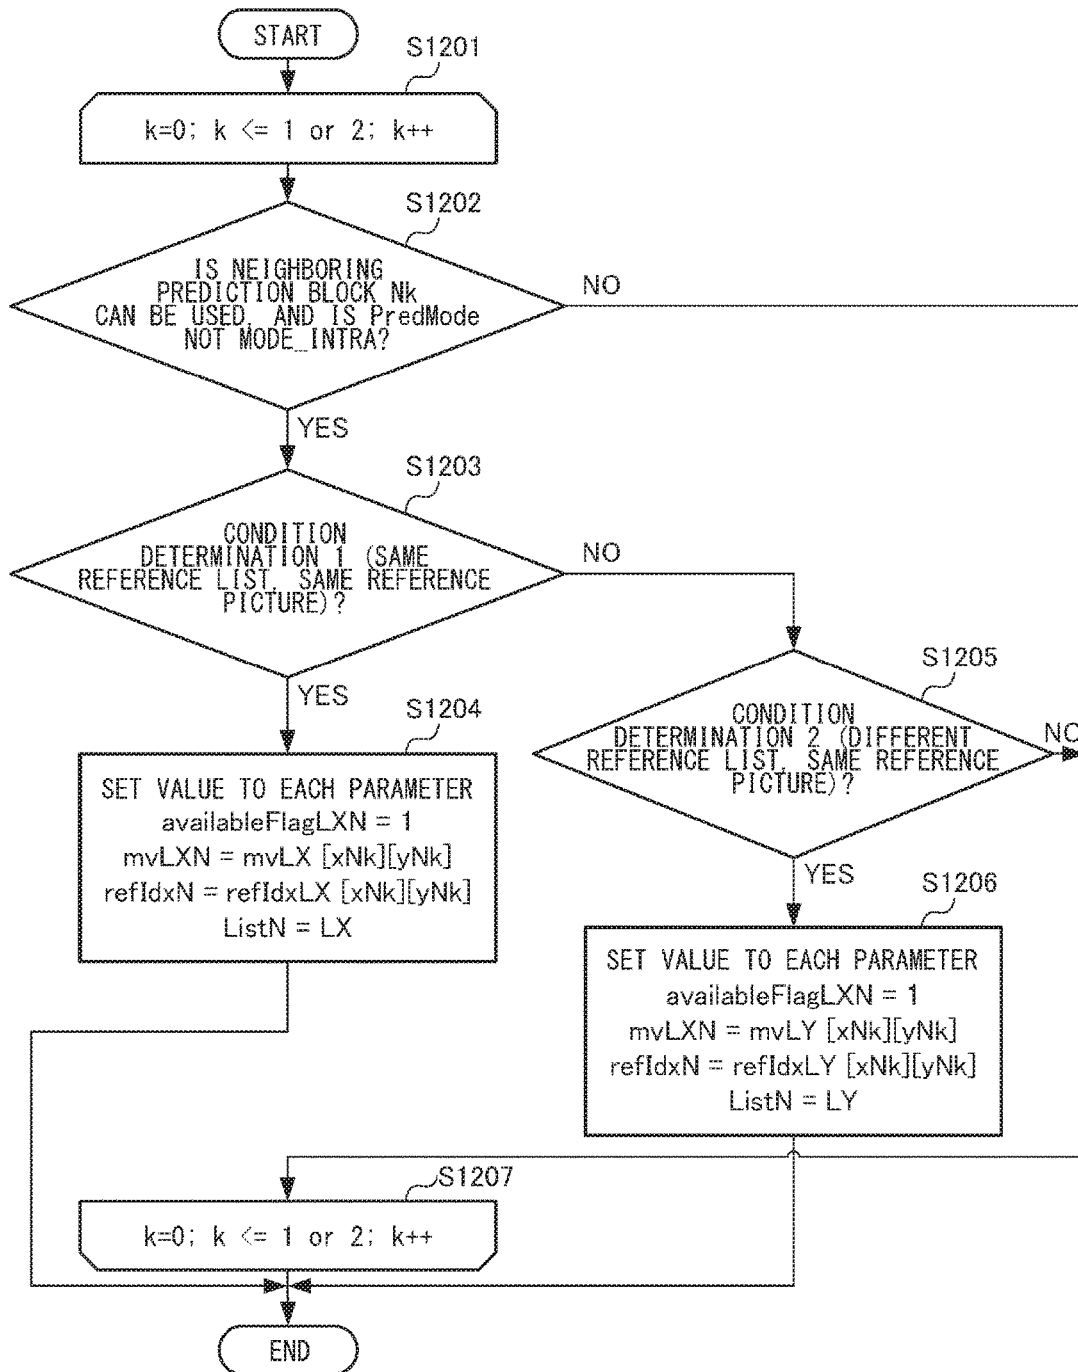 START
S1201
k=0; k <= 1 or 2; k++
S1202
IS NEIGHBORING
PREDICTION BLOCK Nk
CAN BE USED, AND IS PredMode
NOT MODE_INTRA?
NO
YES
S1203
CONDITION
DETERMINATION 1 (SAME
REFERENCE LIST, SAME REFERENCE
PICTURE)?
NO
YES
S1204
SET VALUE TO EACH PARAMETER
availableFlagLXN = 1
mvLXN = mvLX [xNk][yNk]
refIdxN = refIdxLX [xNk][yNk]
ListN = LX
S1205
CONDITION
DETERMINATION 2 (DIFFERENT
REFERENCE LIST, SAME REFERENCE
PICTURE)?
NO
YES
S1206
SET VALUE TO EACH PARAMETER
availableFlagLXN = 1
mvLXN = mvLY [xNk][yNk]
refIdxN = refIdxLY [xNk][yNk]
ListN = LY
S1207
k=0; k <= 1 or 2; k++
END